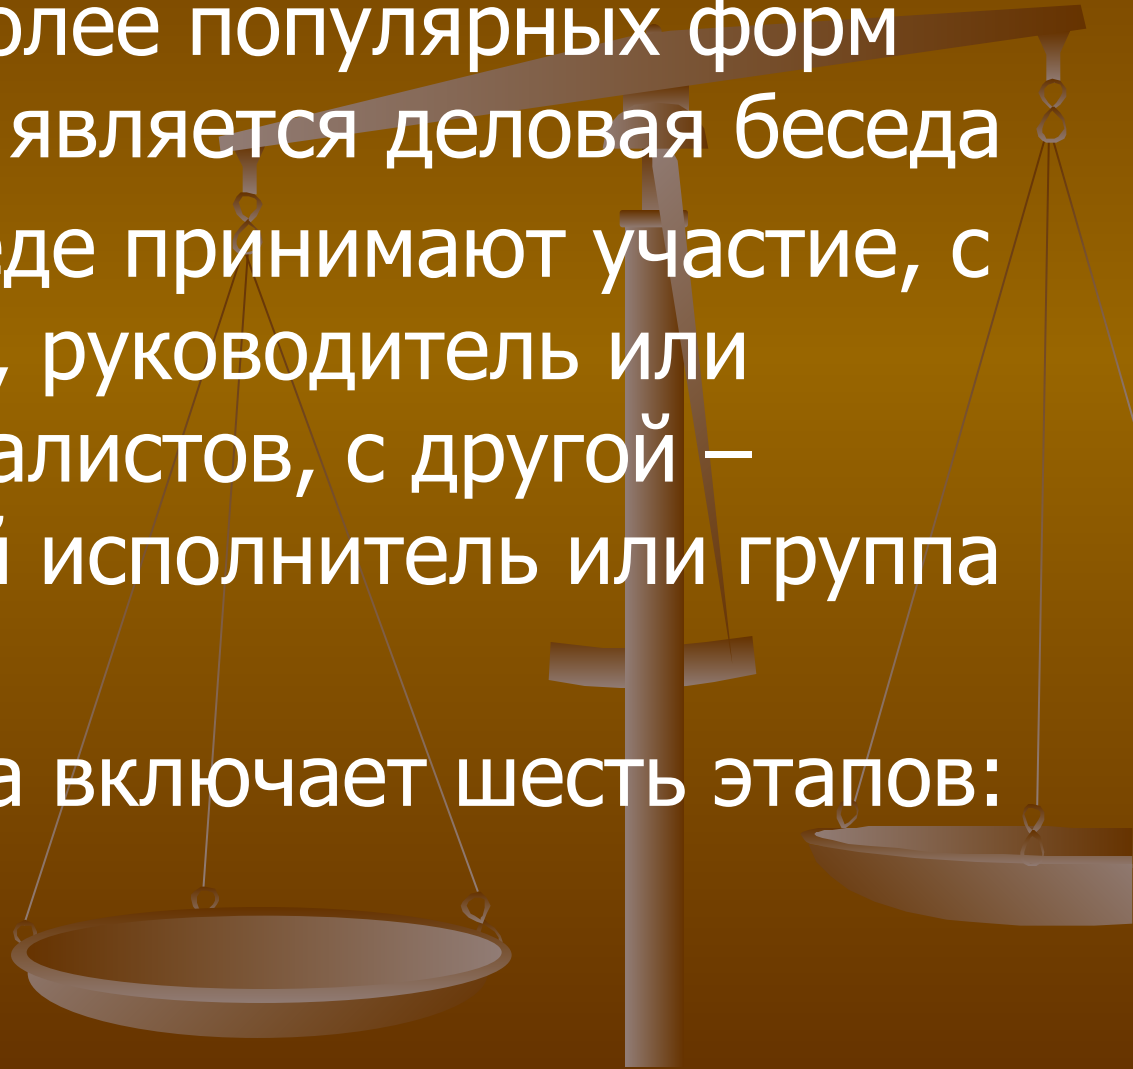 олее популярных форм
является деловая беседа
де принимают участие, с
, руководитель или
алистов, с другой –
й исполнитель или группа
а включает шесть этапов: